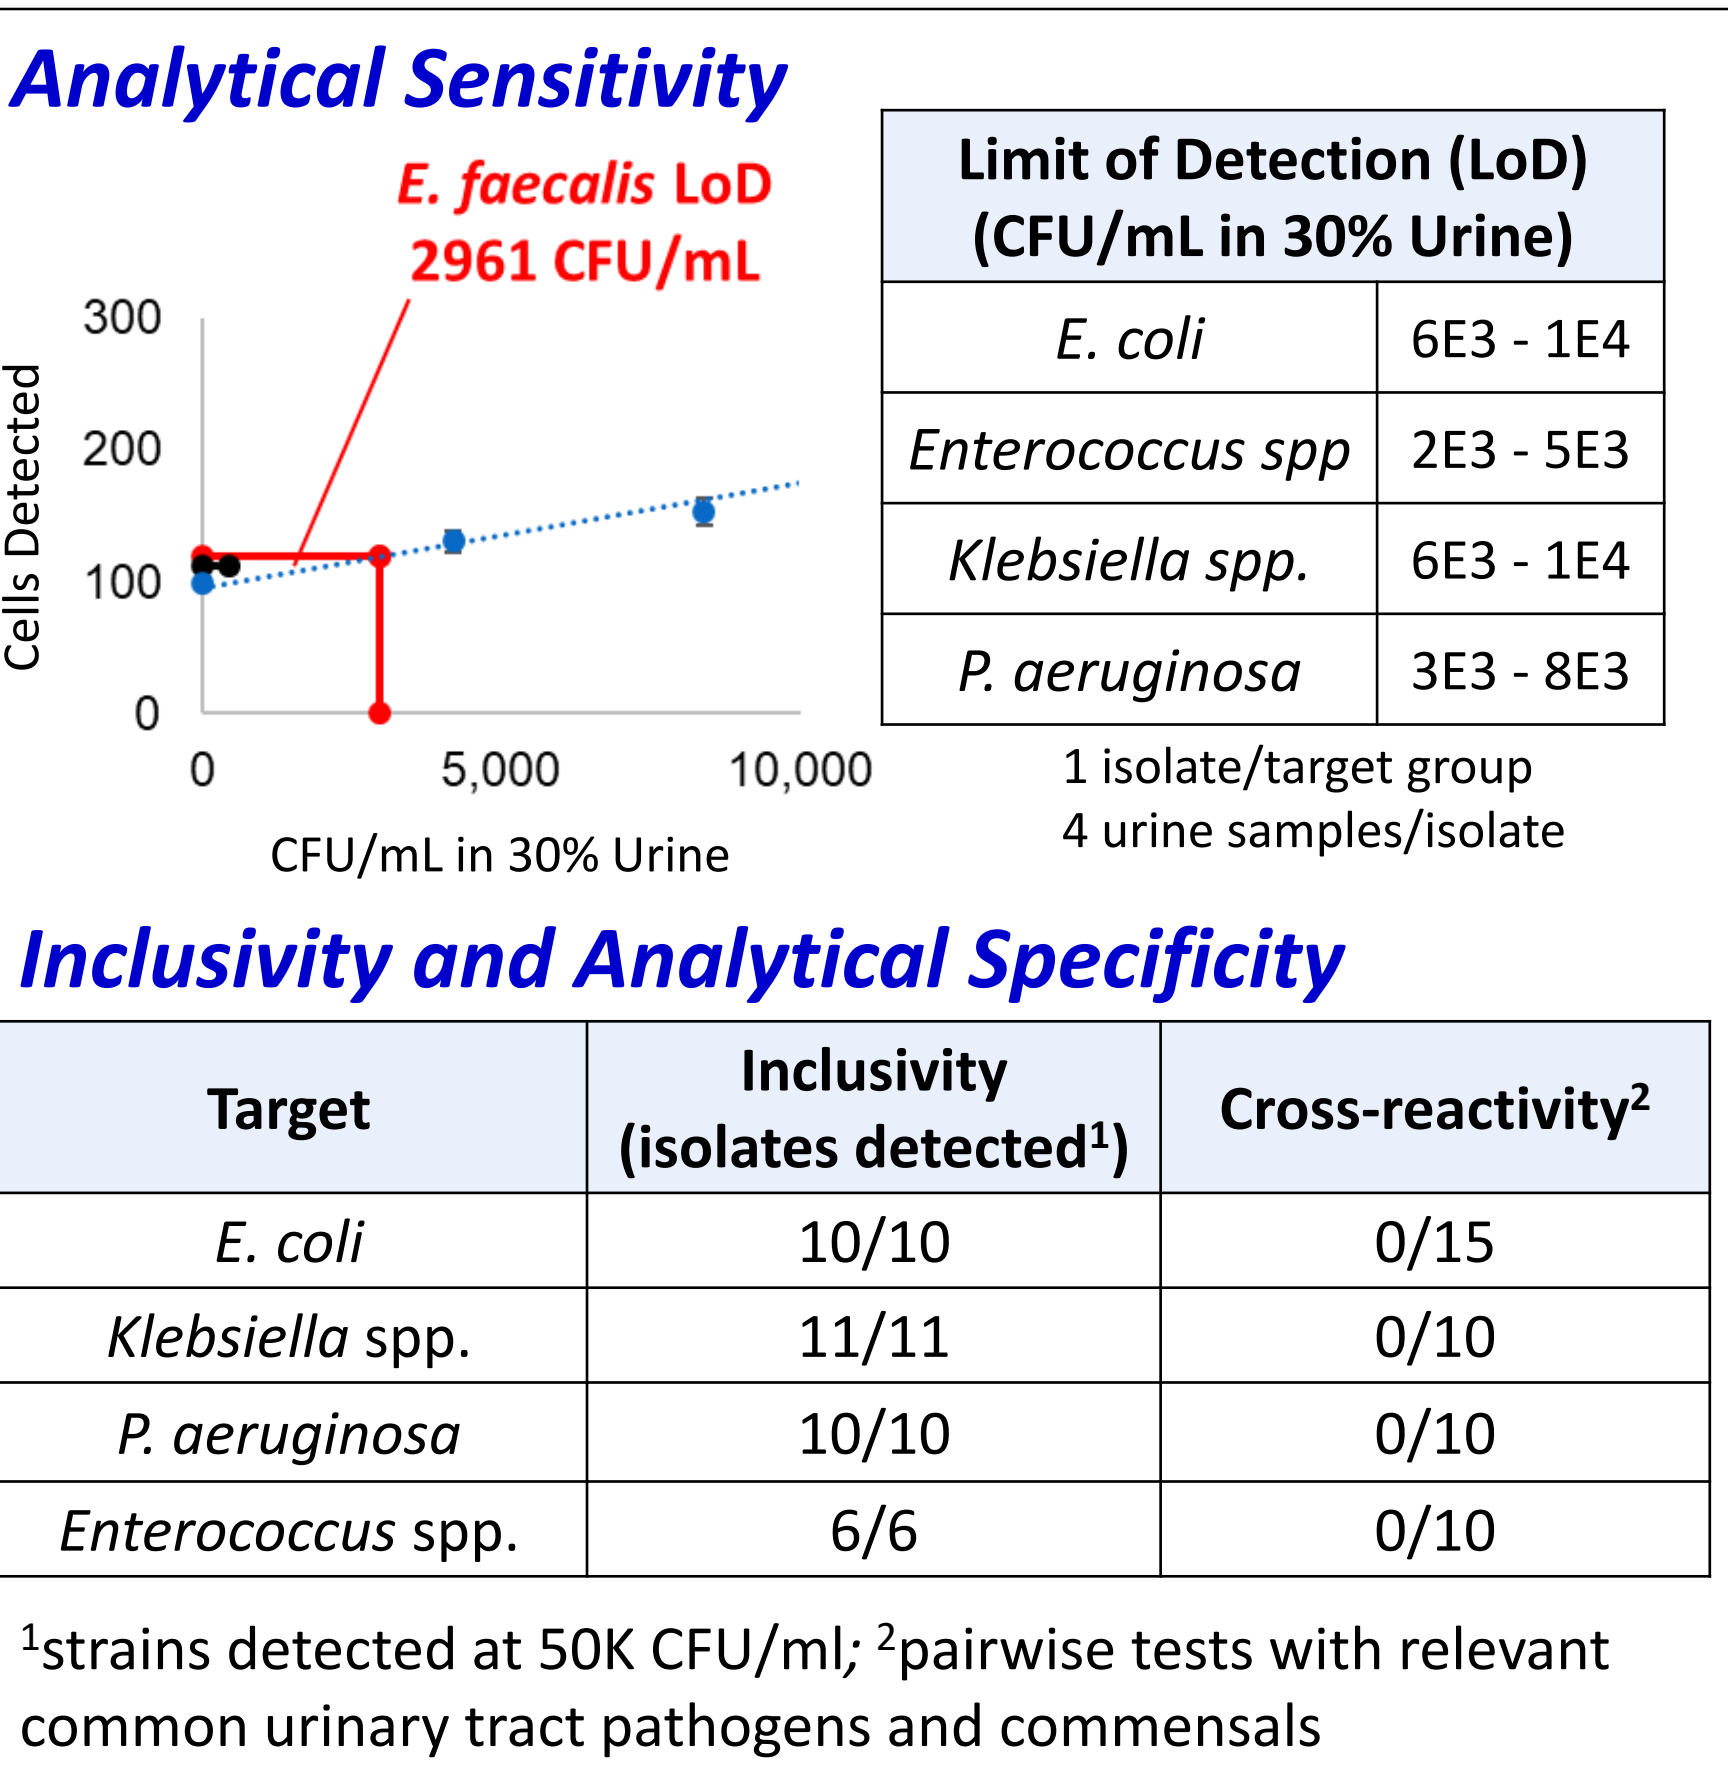 Analytical Sensitivity
E. faecalis LoD
2961 CFU/mL
300
200
100
0
Cells Detected
0 5,000 10,000
CFU/mL in 30% Urine
Limit of Detection (LoD)
(CFU/mL in 30% Urine)
E. coli 6E3 - 1E4
Enterococcus spp 2E3 - 5E3
Klebsiella spp. 6E3 - 1E4
P. aeruginosa 3E3 - 8E3
1 isolate/target group
4 urine samples/isolate
Inclusivity and Analytical Specificity
Target Inclusivity (isolates detected¹) Cross-reactivity²
E. coli 10/10 0/15
Klebsiella spp. 11/11 0/10
P. aeruginosa 10/10 0/10
Enterococcus spp. 6/6 0/10
¹strains detected at 50K CFU/ml; ²pairwise tests with relevant
common urinary tract pathogens and commensals